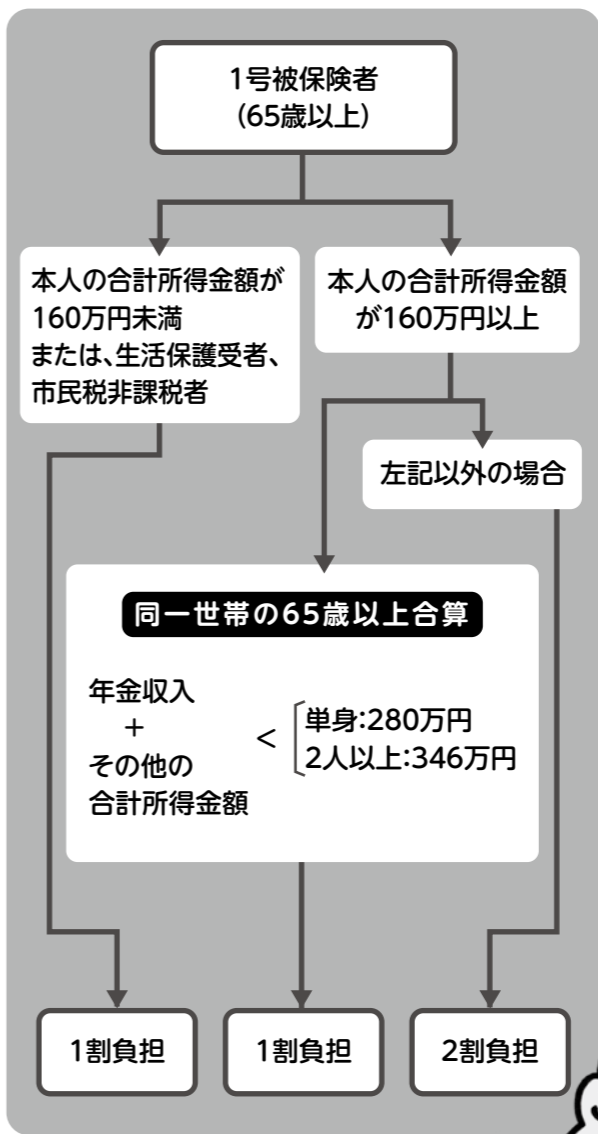 1号被保険者
(65歳以上)
本人の合計所得金額が
160万円未満
または、生活保護受者、
市民税非課税者
本人の合計所得金額
が160万円以上
左記以外の場合
同一世帯の65歳以上合算
年金収入
+
その他の
合計所得金額
<
単身:280万円
2人以上:346万円
1割負担
1割負担
2割負担